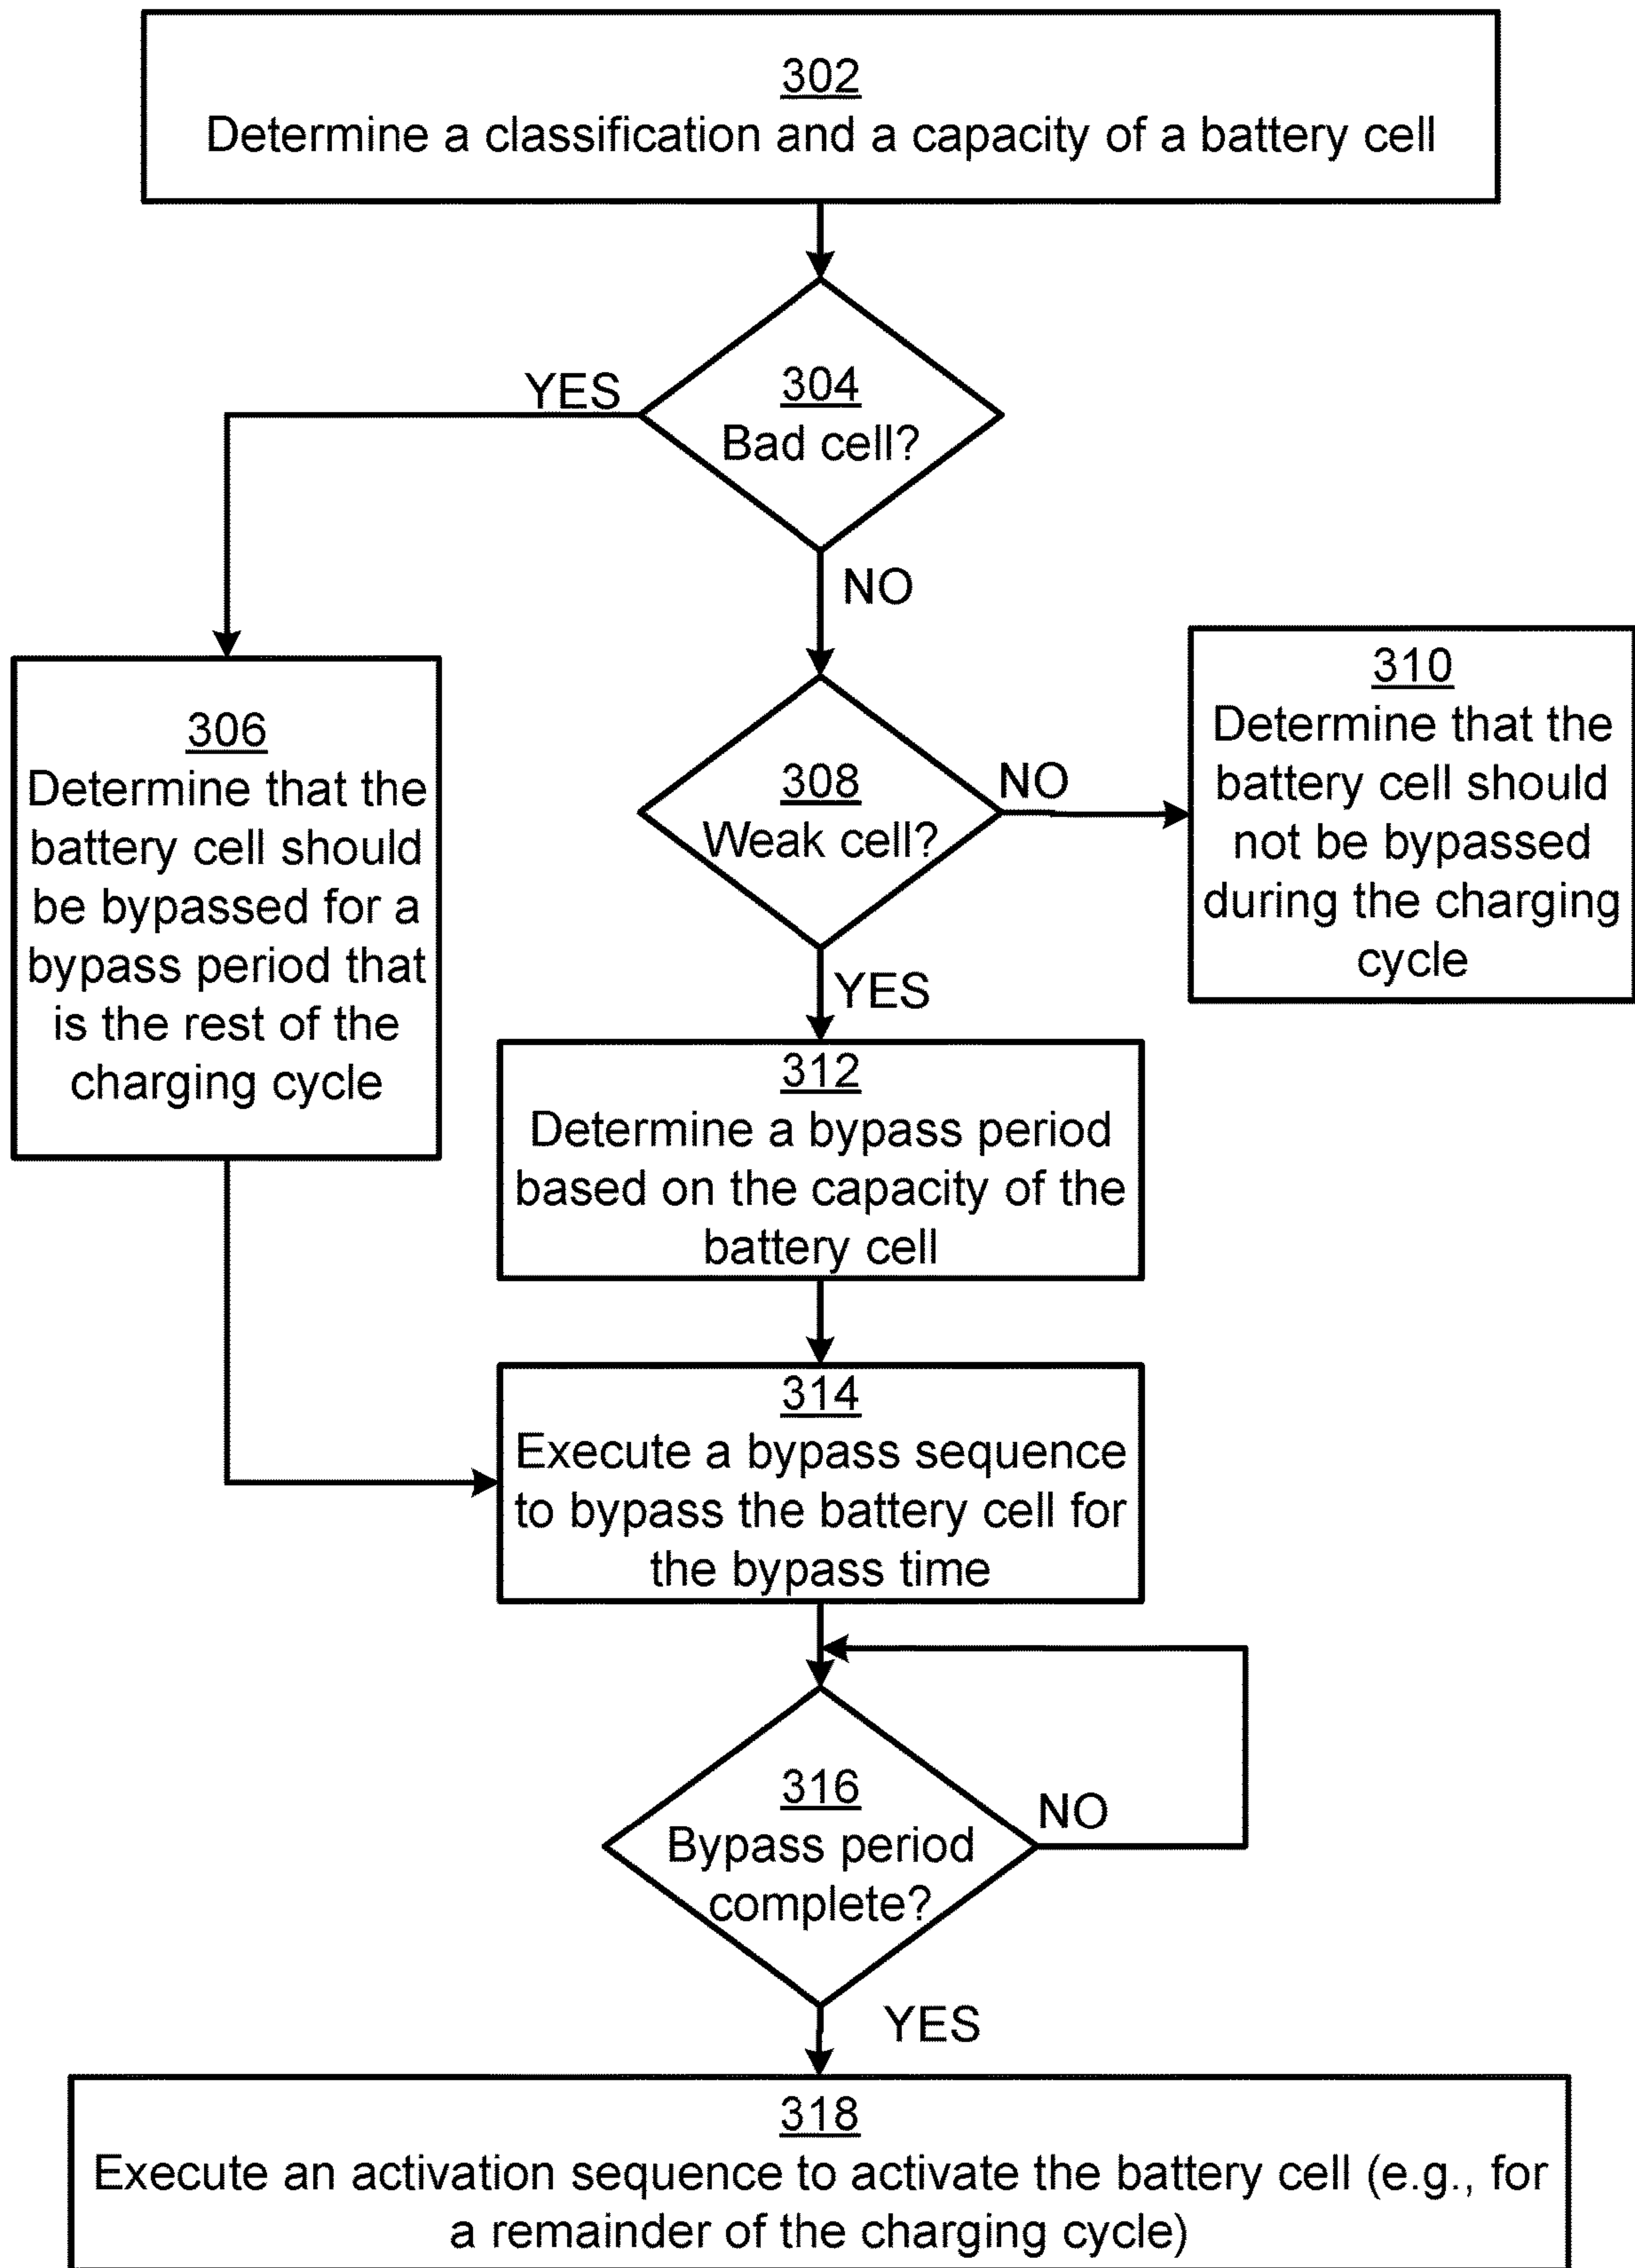 302
Determine a classification and a capacity of a battery cell
YES
304
Bad cell?
NO
306
Determine that the
battery cell should
be bypassed for a
bypass period that
is the rest of the
charging cycle
308
Weak cell?
NO
310
Determine that the
battery cell should
not be bypassed
during the charging
cycle
YES
312
Determine a bypass period
based on the capacity of the
battery cell
314
Execute a bypass sequence
to bypass the battery cell for
the bypass time
316
Bypass period
complete?
NO
YES
318
Execute an activation sequence to activate the battery cell (e.g., for
a remainder of the charging cycle)